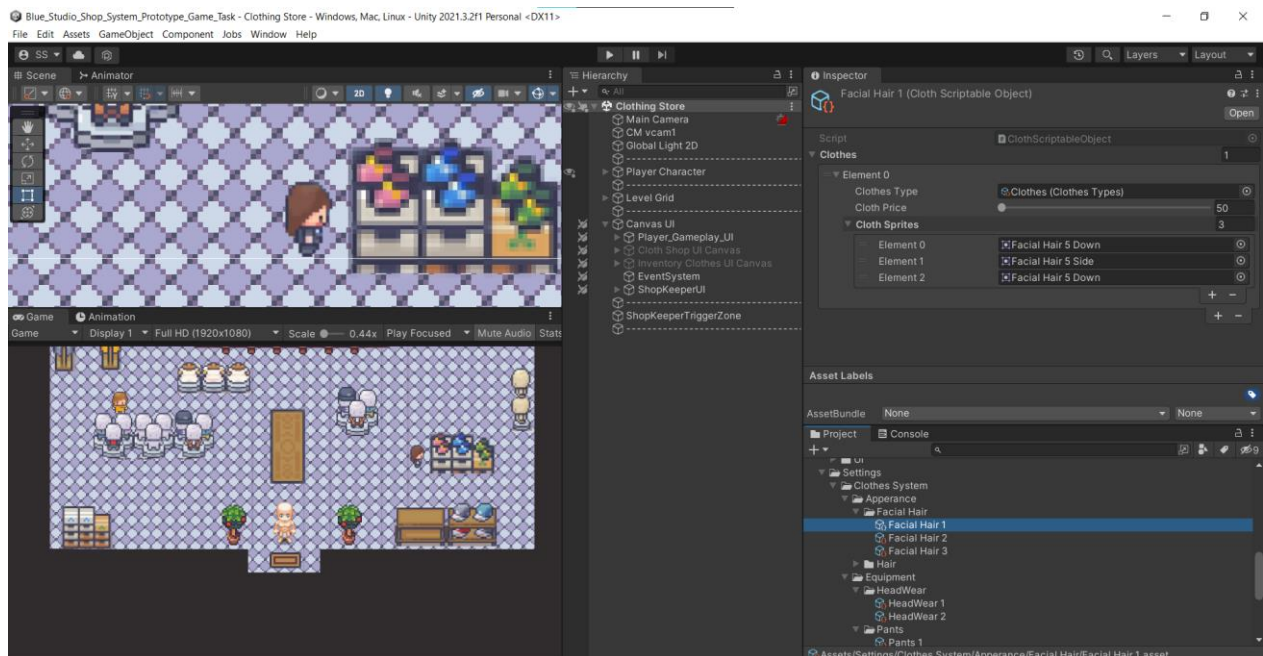 Blue_Studio_Shop_System_Prototype_Game_Task - Clothing Store - Windows, Mac, Linux - Unity 2021.3.2f1 Personal <DX11>
File Edit Assets GameObject Component Jobs Window Help
SS
Layers
Layout
Scene
Animator
2D
Game
Animation
Game
Display 1
Full HD (1920x1080)
Scale
0.44x
Play Focused
Mute Audio
Stats
Hierarchy
All
Clothing Store
Main Camera
CM vcam1
Global Light 2D
--------------------------
Player Character
--------------------------
Level Grid
--------------------------
Canvas UI
Player_Gameplay_UI
Cloth Shop UI Canvas
Inventory Clothes UI Canvas
EventSystem
ShopKeeperUI
--------------------------
ShopKeeperTriggerZone
--------------------------
Inspector
Facial Hair 1 (Cloth Scriptable Object)
Open
Script
ClothScriptableObject
Clothes
1
Element 0
Clothes Type
Clothes (Clothes Types)
Cloth Price
50
Cloth Sprites
3
Element 0
Facial Hair 5 Down
Element 1
Facial Hair 5 Side
Element 2
Facial Hair 5 Down
Asset Labels
AssetBundle
None
None
Project
Console
9
UI
Settings
Clothes System
Apperance
Facial Hair
Facial Hair 1
Facial Hair 2
Facial Hair 3
Hair
Equipment
HeadWear
HeadWear 1
HeadWear 2
Pants
Pants 1
Assets/Settings/Clothes System/Apperance/Facial Hair/Facial Hair 1.asset